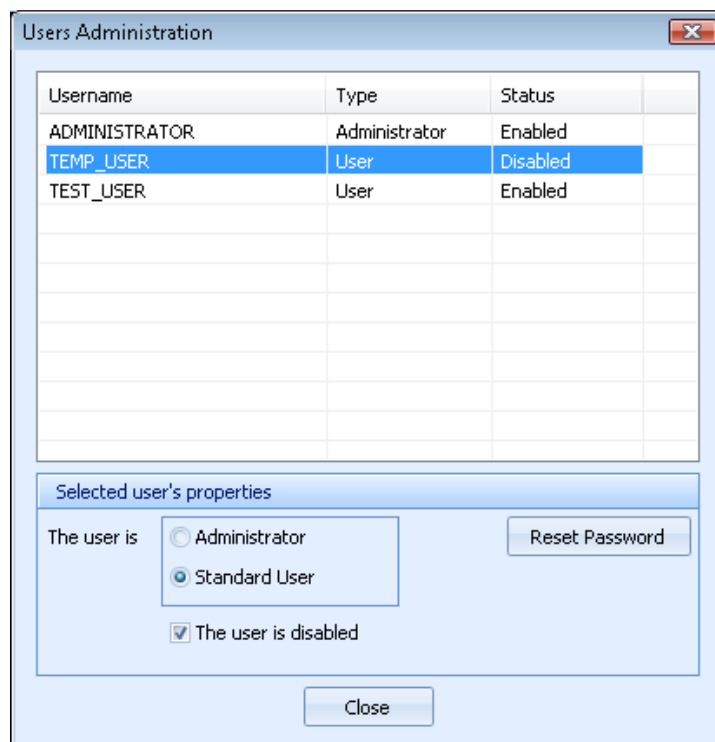 Users Administration
Username Type Status
ADMINISTRATOR Administrator Enabled
TEMP_USER User Disabled
TEST_USER User Enabled
Selected user's properties
The user is
Administrator
Reset Password
Standard User
The user is disabled
Close